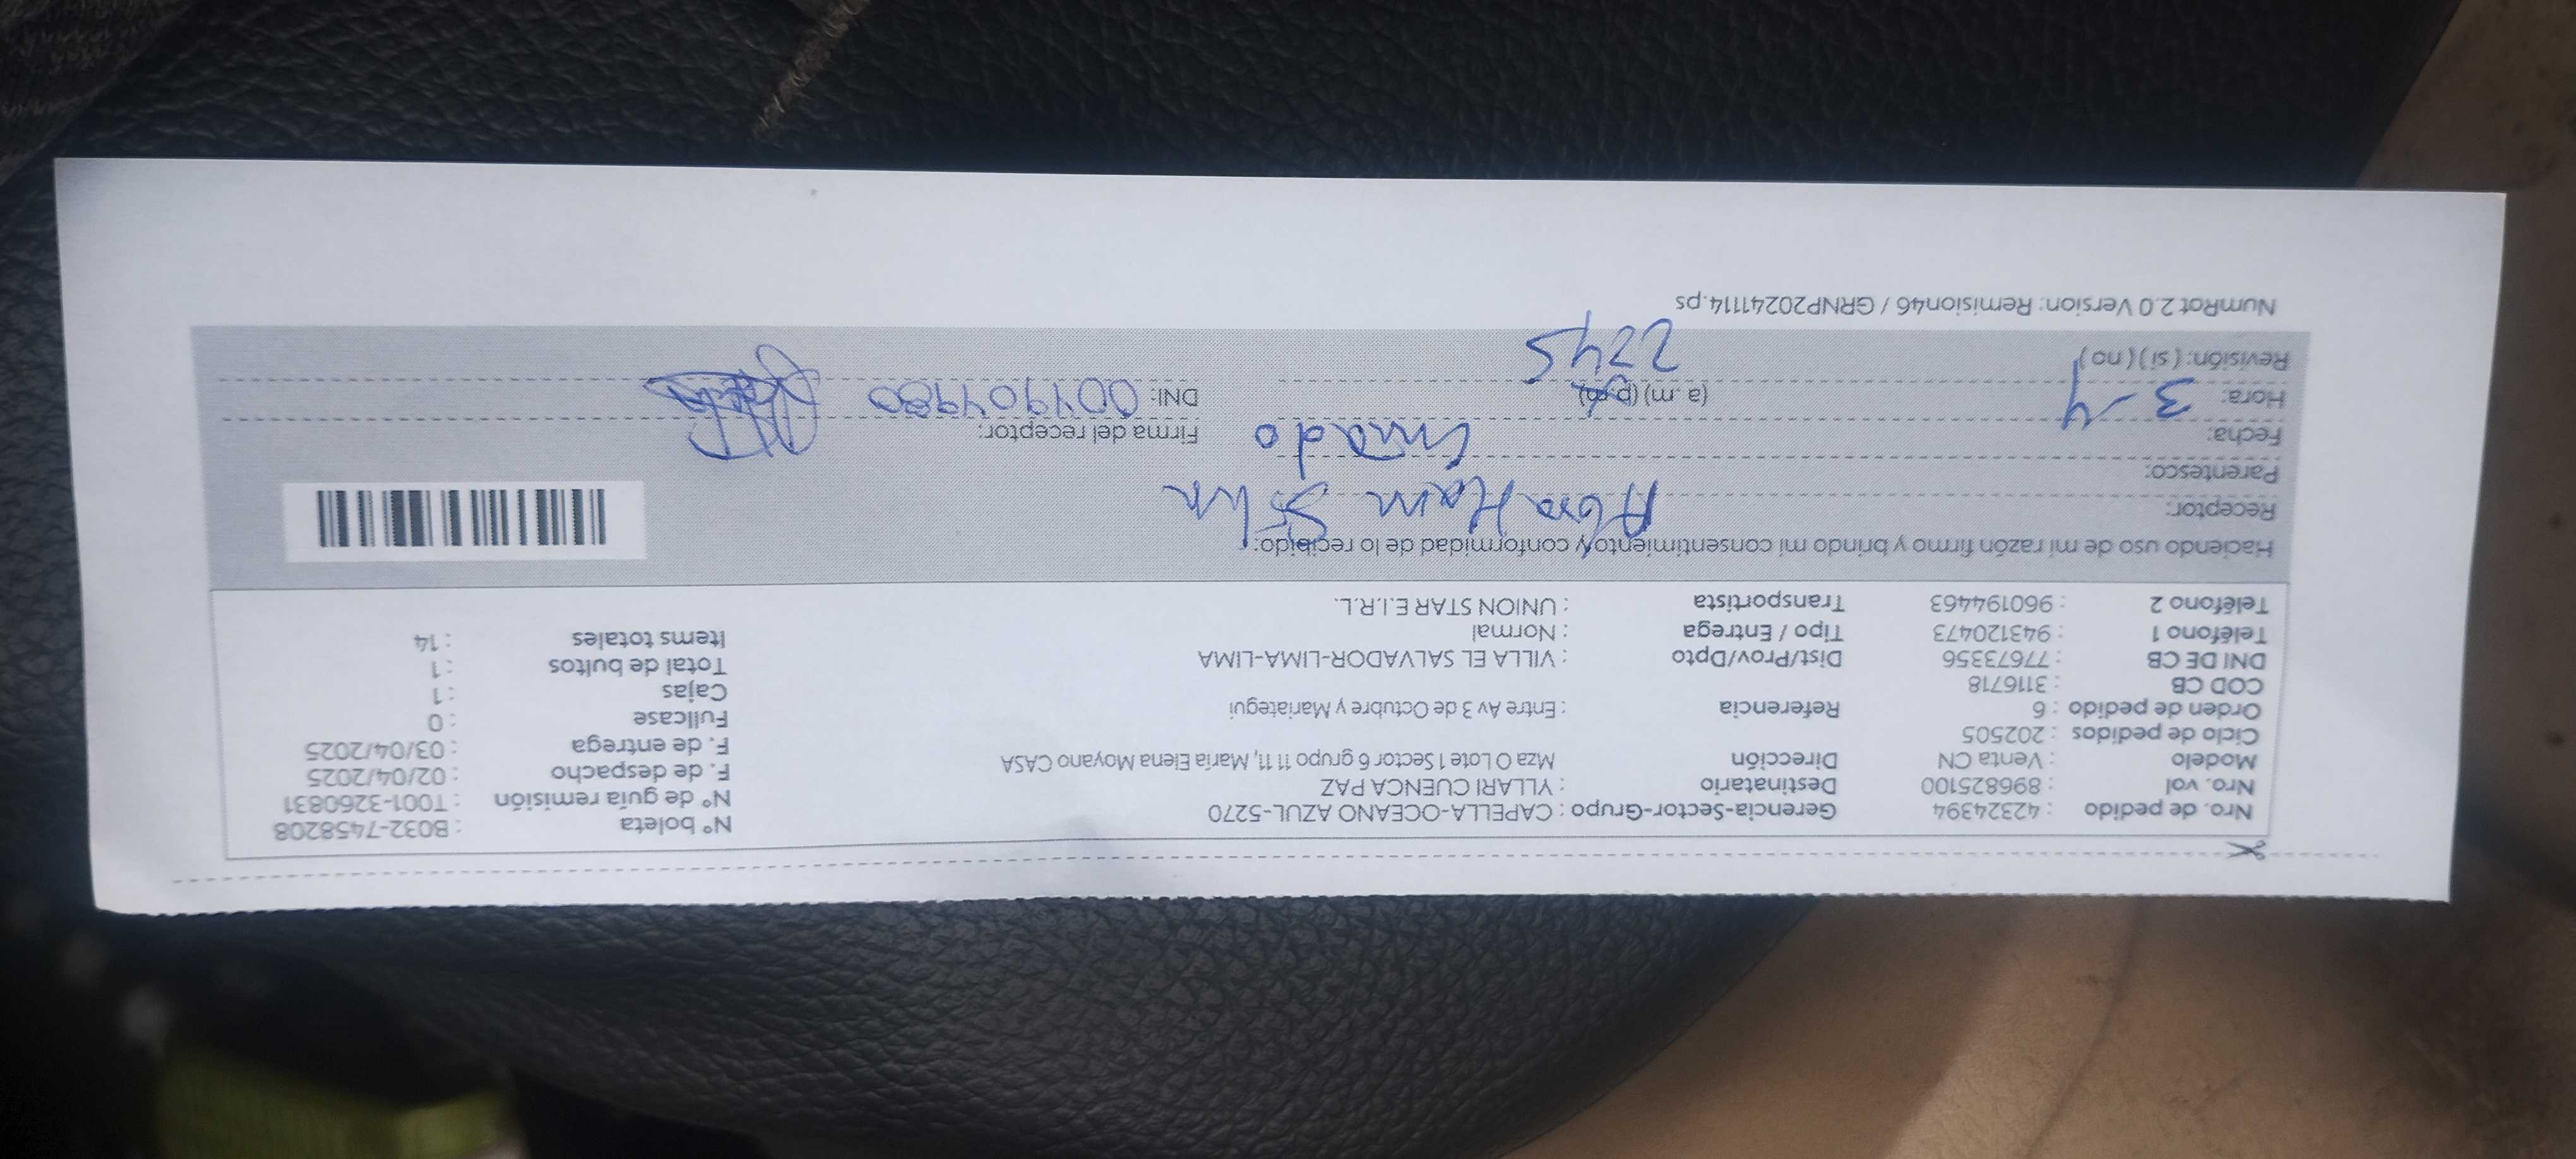 Nro. de pedido : 42324394 Gerencia-Sector-Grupo : CAPELLA-OCEANO AZUL-5270 N° boleta : B032-7458208
Nro. vol : 896825100 Destinatario : YLLARI CUENCA PAZ N° de guía remisión : T001-3260831
Modelo : Venta CN Dirección Mza O Lote 1 Sector 6 grupo 11 11, María Elena Moyano CASA F. de despacho : 02/04/2025
Ciclo de pedidos : 202505 F. de entrega : 03/04/2025
Orden de pedido : 6 Referencia : Entre Av 3 de Octubre y Mariategui Fullcase : 0
COD CB : 3116718 Cajas : 1
DNI DE CB : 77673356 Dist/Prov/Dpto : VILLA EL SALVADOR-LIMA-LIMA Total de bultos : 1
Teléfono 1 : 943120473 Tipo / Entrega : Normal Items totales : 14
Teléfono 2 : 960194463 Transportista : UNION STAR E.I.R.L.
Haciendo uso de mi razón firmo y brindo mi consentimiento y conformidad de lo recibido:
Receptor:
Parentesco:
Fecha: Firma del receptor:
Hora: 3-4 (a.m) (p.m) DNI: 004904980
Revisión: ( si ) ( no ) 2245
NumRot 2.0 Version: Remision46 / GRNP20241114.ps